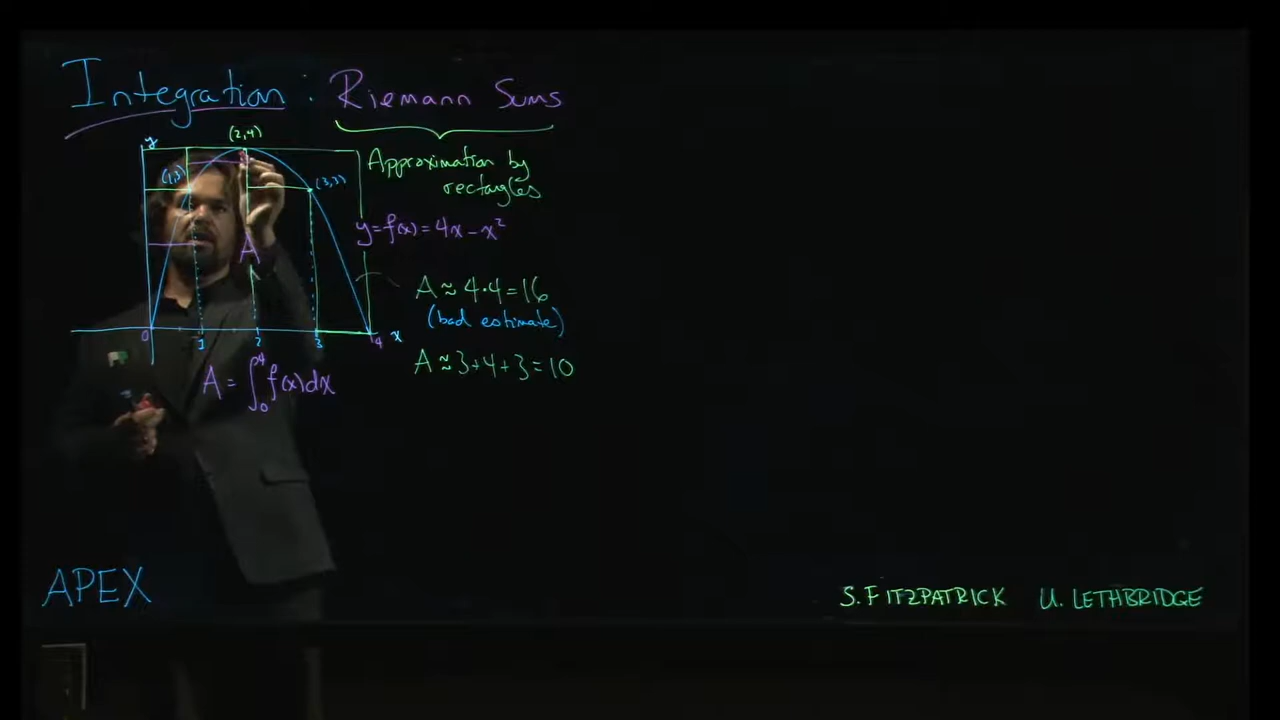 Integration: Riemann Sums
y
(2,4)
Approximation by
rectangles
(1,3)
(3,3)
y=f(x)=4x-x²
A
A≈4·4=16
(bad estimate)
0 1 2 3 4 x
A≈3+4+3=10
A=∫₀⁴f(x)dx
APEX
S.FITZPATRICK U. LETHBRIDGE